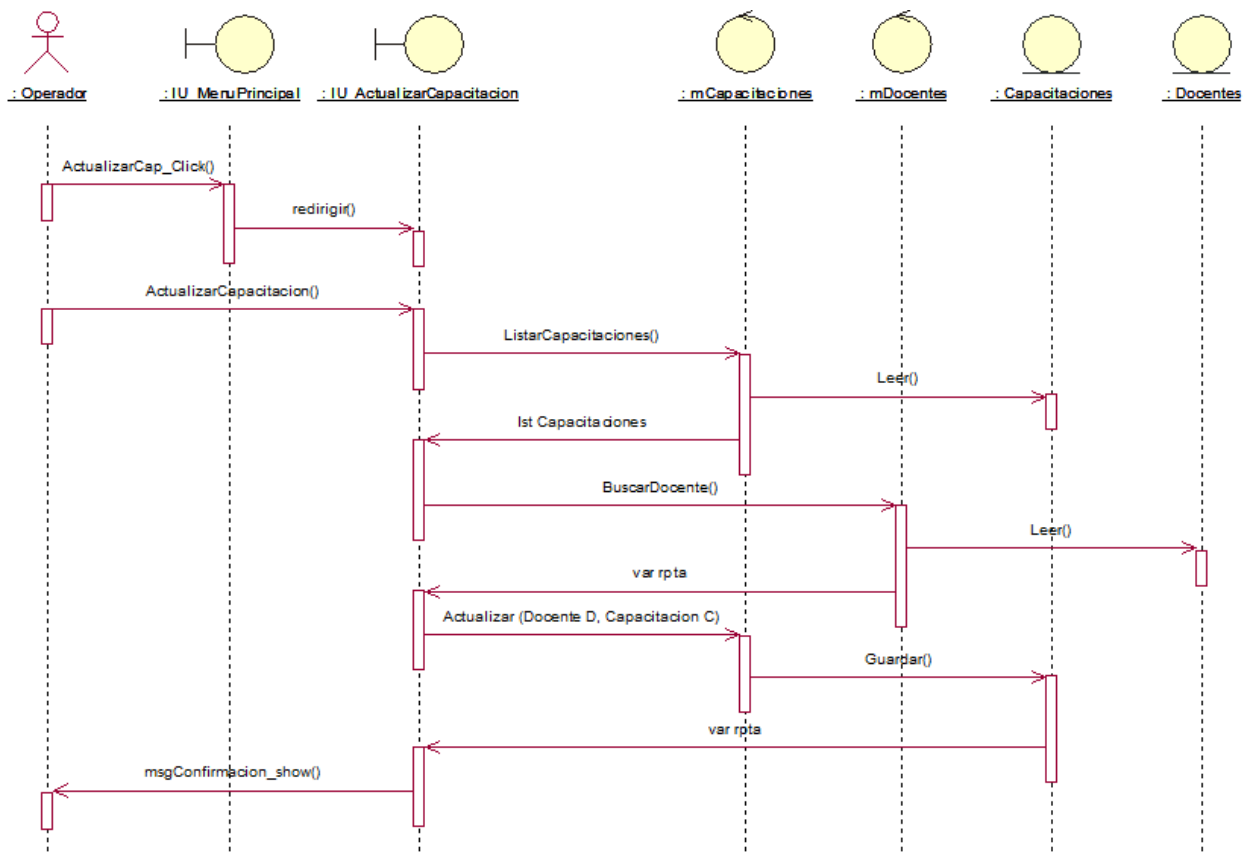 : Operador
: IU_MenuPrincipal
: IU_ActualizarCapacitacion
: mCapacitaciones
: mDocentes
: Capacitaciones
: Docentes
ActualizarCap_Click()
redirigir()
ActualizarCapacitacion()
ListarCapacitaciones()
Leer()
lst Capacitaciones
BuscarDocente()
Leer()
var rpta
Actualizar (Docente D, Capacitacion C)
Guardar()
var rpta
msgConfirmacion_show()